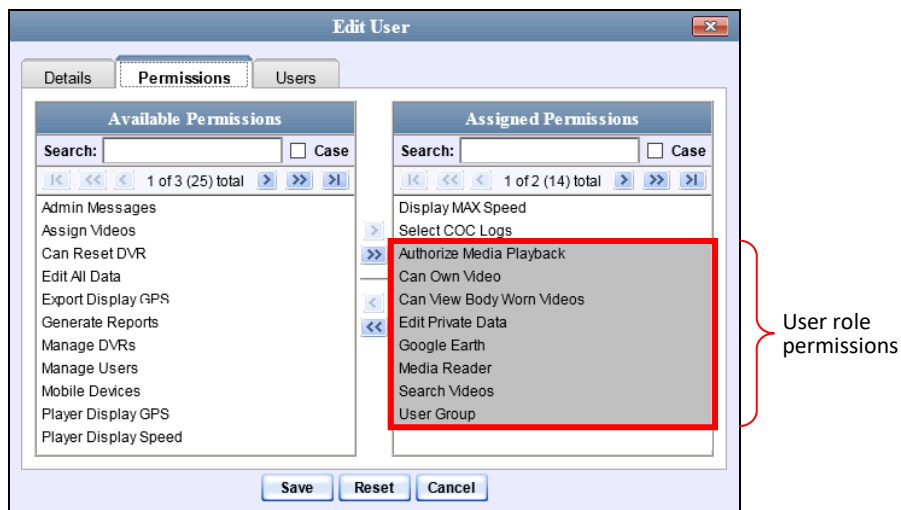 Edit User
Details Permissions Users
Available Permissions
Search: Case
1 of 3 (25) total
Admin Messages
Assign Videos
Can Reset DVR
Edit All Data
Export Display GPS
Generate Reports
Manage DVRs
Manage Users
Mobile Devices
Player Display GPS
Player Display Speed
Assigned Permissions
Search: Case
1 of 2 (14) total
Display MAX Speed
Select COC Logs
Authorize Media Playback
Can Own Video
Can View Body Worn Videos
Edit Private Data
Google Earth
Media Reader
Search Videos
User Group
User role
permissions
Save Reset Cancel